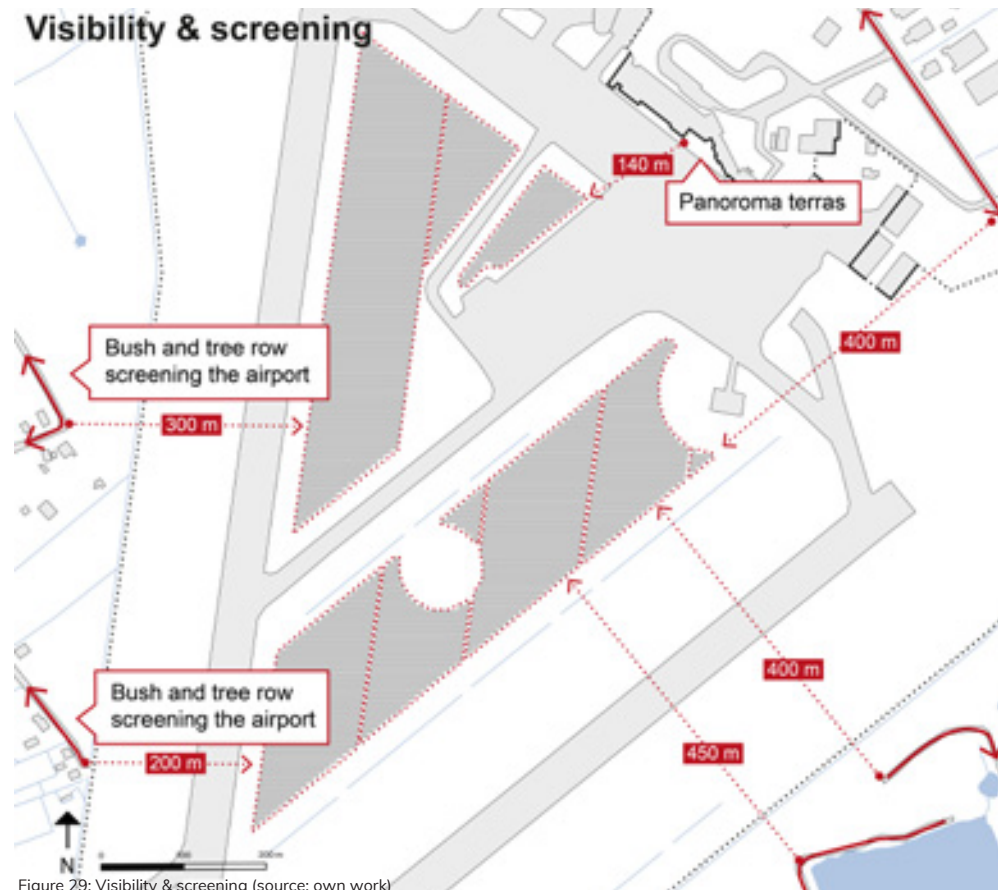 Visibility & screening
140 m
Panoroma terras
400 m
Bush and tree row
screening the airport
300 m
400 m
Bush and tree row
screening the airport
450 m
200 m
N
0
200 m
Figure 29: Visibility & screening (source: own work)